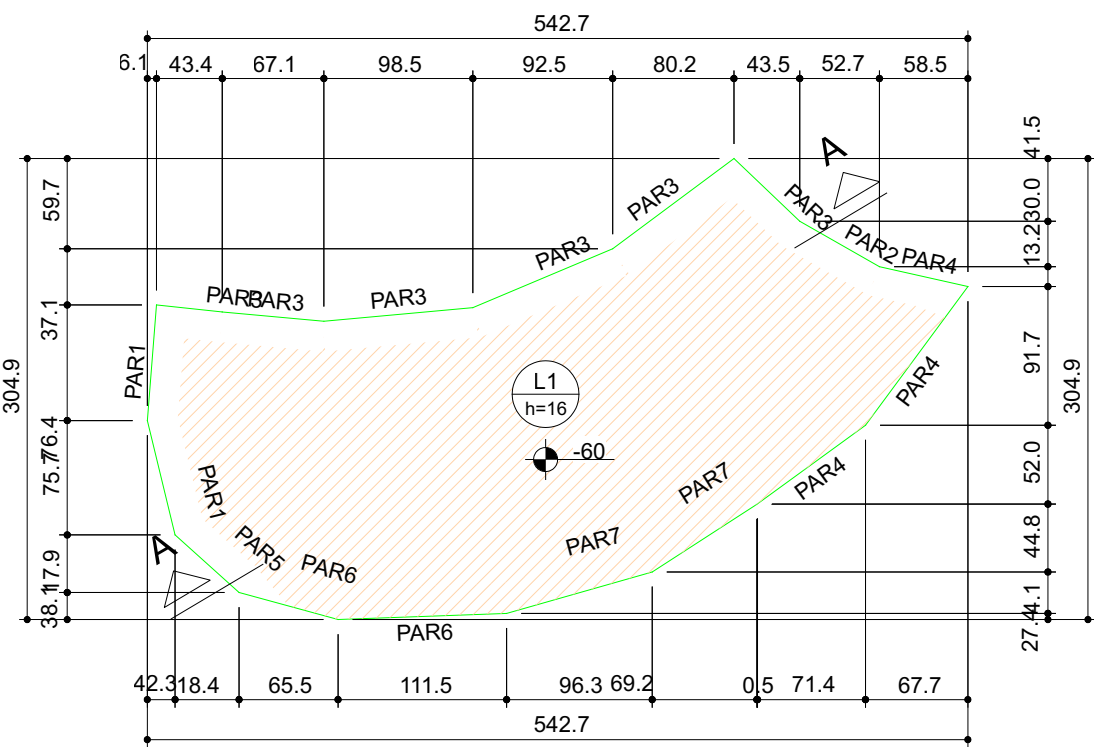 542.7
6.1 43.4 67.1 98.5 92.5 80.2 43.5 52.7 58.5
41.5
A
30.0
59.7
PAR3
PAR3
PAR2
13.2
PAR4
PAR3
PAR3
PAR3
PAR3
37.1
PAR1
304.9
91.7
304.9
L1
h=16
PAR4
76.4
75.7
-60
52.0
PAR7
PAR4
PAR1
A
PAR5
PAR7
44.8
17.9
PAR6
38.1
4.1
27.4
PAR6
42.3 18.4 65.5 111.5 96.3 69.2 0.5 71.4 67.7
542.7